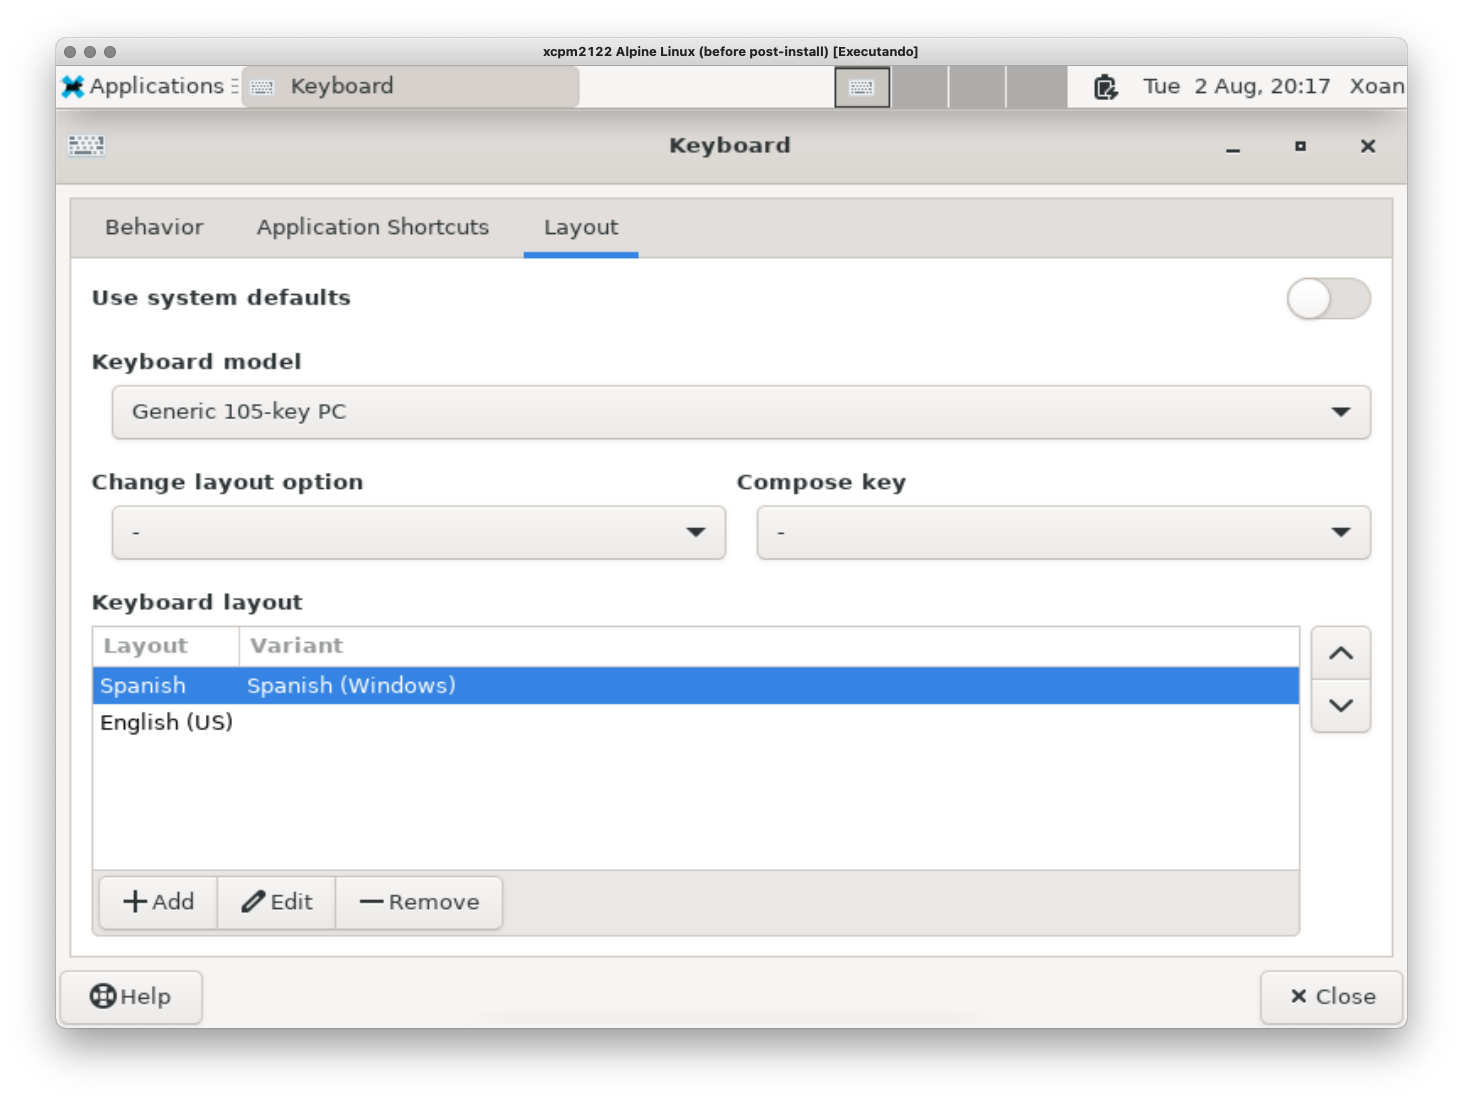 xcpm2122 Alpine Linux (before post-install) [Executando]
Applications Keyboard Tue 2 Aug, 20:17 Xoan
Keyboard
Behavior Application Shortcuts Layout
Use system defaults
Keyboard model
Generic 105-key PC
Change layout option Compose key
- -
Keyboard layout
Layout Variant
Spanish Spanish (Windows)
English (US)
Add Edit Remove
Help Close